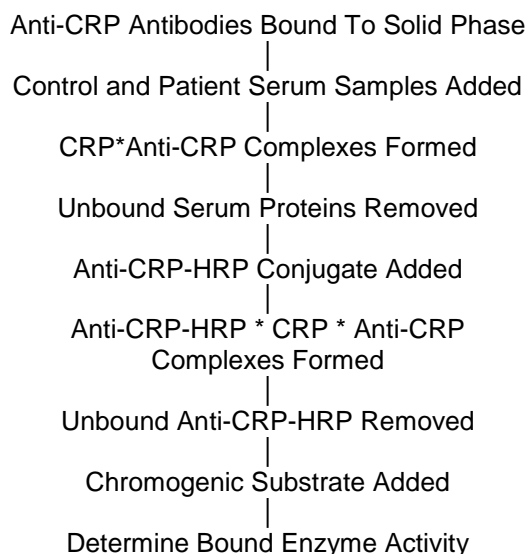 Anti-CRP Antibodies Bound To Solid Phase
Control and Patient Serum Samples Added
CRP*Anti-CRP Complexes Formed
Unbound Serum Proteins Removed
Anti-CRP-HRP Conjugate Added
Anti-CRP-HRP * CRP * Anti-CRP
Complexes Formed
Unbound Anti-CRP-HRP Removed
Chromogenic Substrate Added
Determine Bound Enzyme Activity